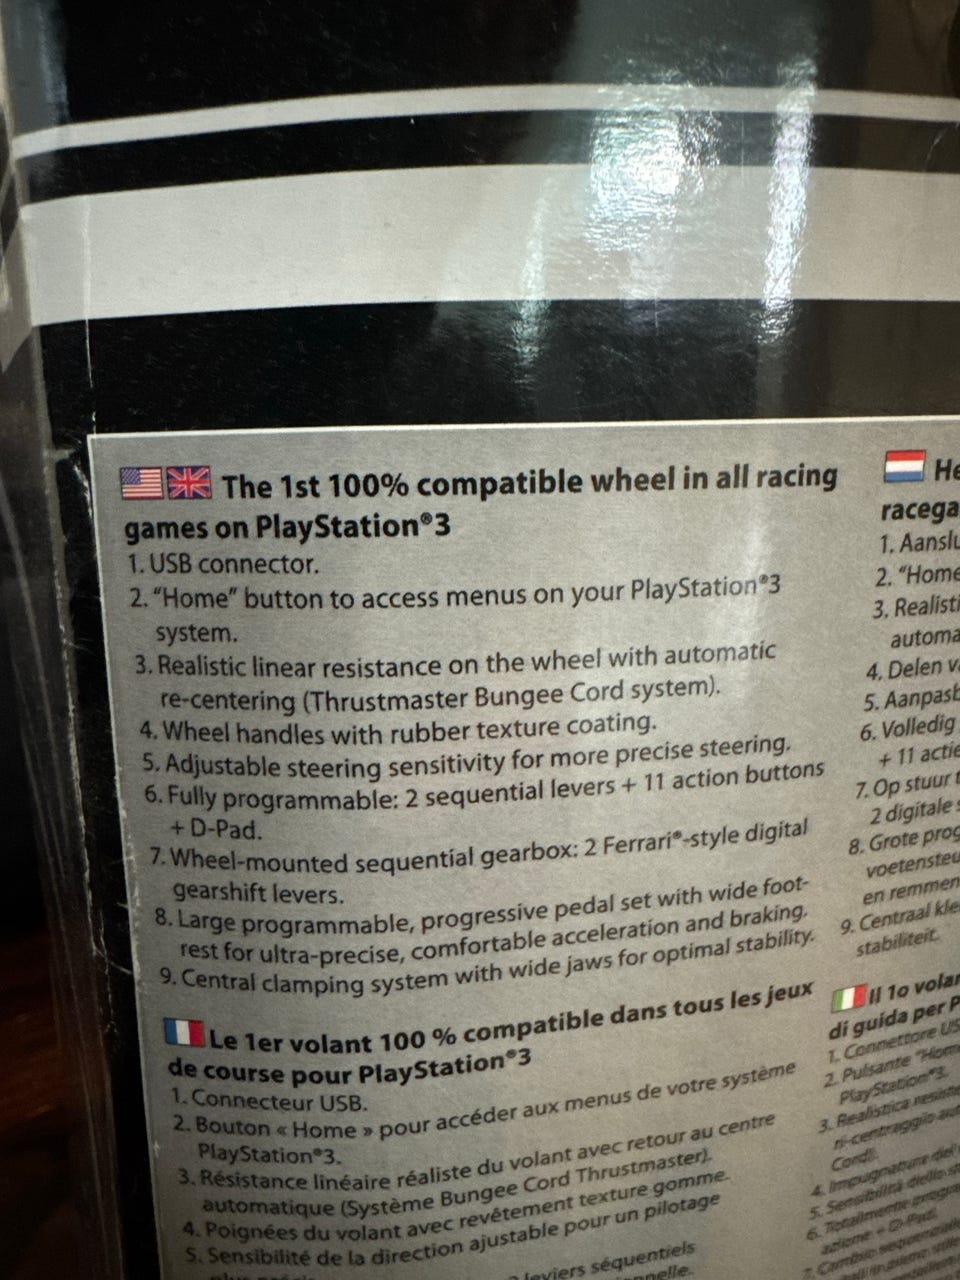 The 1st 100% compatible wheel in all racing
games on PlayStation®3
1. USB connector.
2. “Home” button to access menus on your PlayStation®3
system.
3. Realistic linear resistance on the wheel with automatic
re-centering (Thrustmaster Bungee Cord system).
4. Wheel handles with rubber texture coating.
5. Adjustable steering sensitivity for more precise steering.
6. Fully programmable: 2 sequential levers + 11 action buttons
+ D-Pad.
7. Wheel-mounted sequential gearbox: 2 Ferrari®-style digital
gearshift levers.
8. Large programmable, progressive pedal set with wide foot-
rest for ultra-precise, comfortable acceleration and braking.
9. Central clamping system with wide jaws for optimal stability.
Le 1er volant 100 % compatible dans tous les jeux
de course pour PlayStation®3
1. Connecteur USB.
2. Bouton « Home » pour accéder aux menus de votre système
PlayStation®3.
3. Résistance linéaire réaliste du volant avec retour au centre
automatique (Système Bungee Cord Thrustmaster).
4. Poignées du volant avec revêtement texture gomme.
5. Sensibilité de la direction ajustable pour un pilotage
leviers séquentiels
He
racega
1. Aanslu
2. “Home
3. Realisti
automa
4. Delen v
5. Aanpasb
6. Volledig
+ 11 actie
7. Op stuur t
2 digitale s
8. Grote prog
voetensteu
en remmen
9. Centraal kle
stabiliteit.
Il 1o volan
di guida per P
1. Connettore US
2. Pulsante “Hom
PlayStation®3.
3. Realistica resiste
ri-centraggio aut
Cord).
4. Impugnature del
5. Sensibilità dello st
6. Totalmente progra
azione + D-Pad.
7. Cambio sequenzial